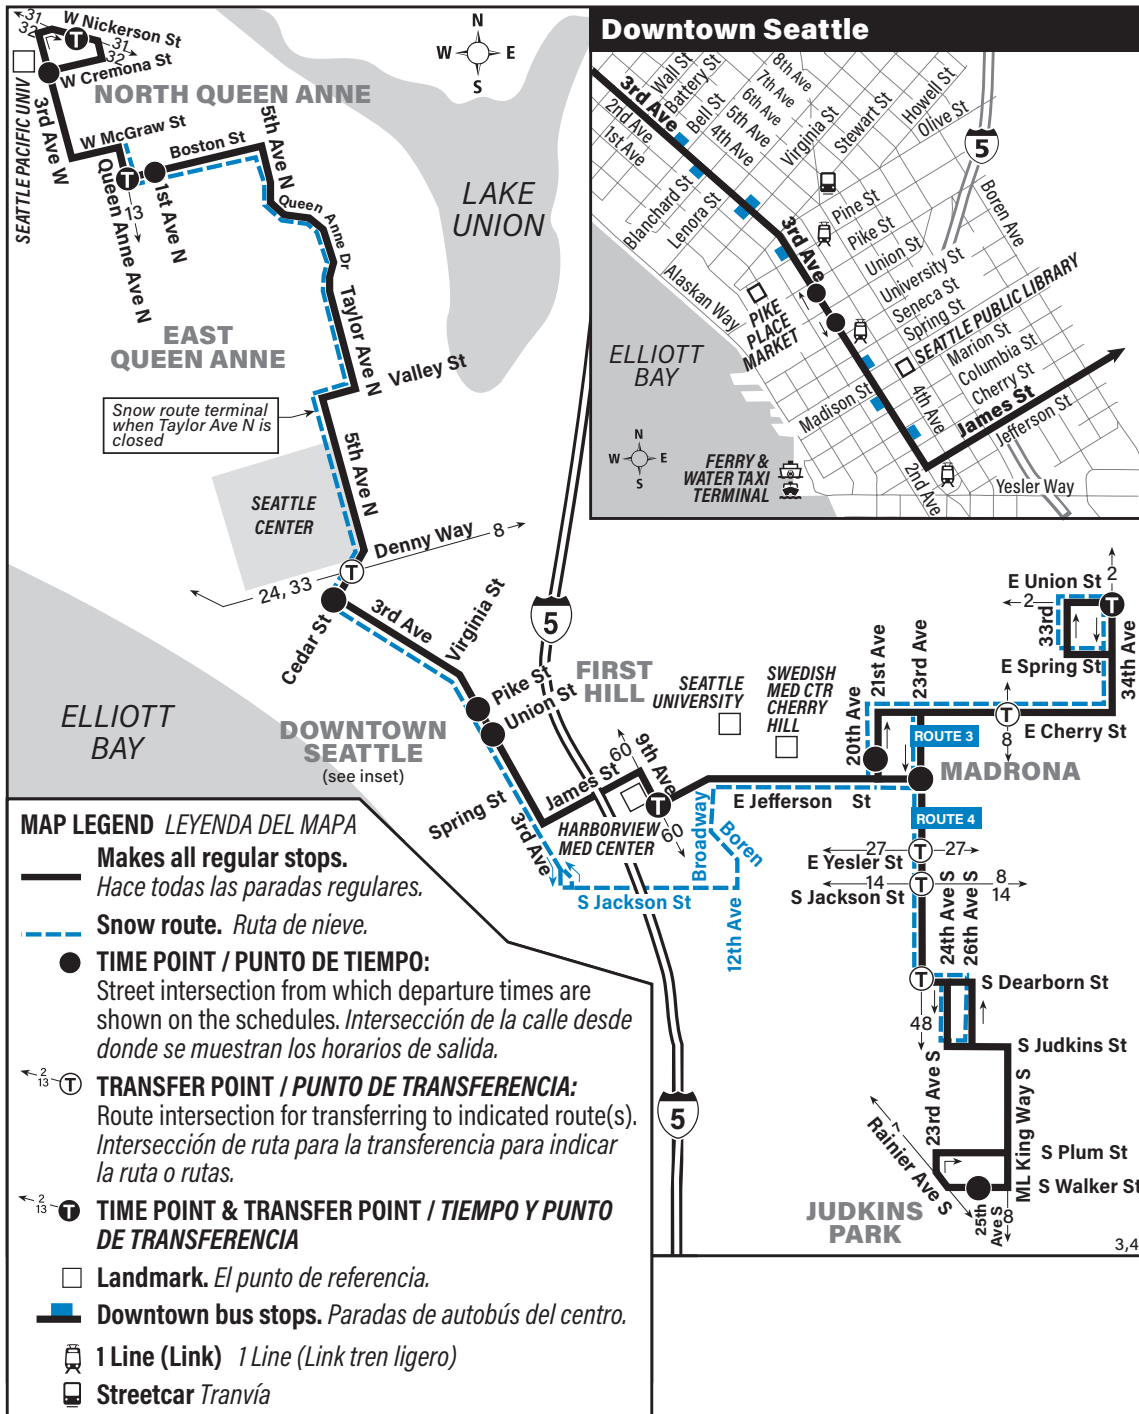 31
32
W Nickerson St
T
31
32
W Cremona St
SEATTLE PACIFIC UNIV
NORTH QUEEN ANNE
3rd Ave W
W McGraw St
Boston St
5th Ave N
T
13
Queen Anne Ave N
1st Ave N
Queen Anne Dr
Taylor Ave N
EAST
QUEEN ANNE
Valley St
Snow route terminal
when Taylor Ave N is
closed
5th Ave N
SEATTLE
CENTER
Denny Way
8
T
24, 33
N
W
E
S
LAKE
UNION
Downtown Seattle
Wall St
Battery St
Bell St
8th Ave
7th Ave
6th Ave
5th Ave
4th Ave
3rd Ave
2nd Ave
1st Ave
Virginia St
Stewart St
Howell St
Olive St
5
Boren Ave
Blanchard St
Lenora St
Alaskan Way
3rd Ave
Pine St
Pike St
Union St
University St
Seneca St
Spring St
SEATTLE PUBLIC LIBRARY
Marion St
Columbia St
Cherry St
James St
Jefferson St
PIKE
PLACE
MARKET
Madison St
4th Ave
2nd Ave
Yesler Way
ELLIOTT
BAY
N
W
E
S
FERRY &
WATER TAXI
TERMINAL
Cedar St
3rd Ave
Virginia St
Pike St
Union St
5
FIRST
HILL
ELLIOTT
BAY
DOWNTOWN
SEATTLE
(see inset)
Spring St
3rd Ave
James St
60
9th Ave
T
60
HARBORVIEW
MED CENTER
SEATTLE
UNIVERSITY
SWEDISH
MED CTR
CHERRY
HILL
Broadway
Boren
12th Ave
S Jackson St
E Jefferson St
20th Ave
21st Ave
23rd Ave
ROUTE 3
MADRONA
ROUTE 4
E Union St
2
2
T
33rd
E Spring St
34th Ave
T
8
E Cherry St
27
T
27
E Yesler St
14
T
8
14
S Jackson St
24th Ave S
26th Ave S
T
S Dearborn St
48
S Judkins St
23rd Ave S
ML King Way S
7
Rainier Ave S
S Plum St
S Walker St
25th
Ave S
8
JUDKINS
PARK
5
3,4
MAP LEGEND LEYENDA DEL MAPA
Makes all regular stops.
Hace todas las paradas regulares.
Snow route. Ruta de nieve.
TIME POINT / PUNTO DE TIEMPO:
Street intersection from which departure times are
shown on the schedules. Intersección de la calle desde
donde se muestran los horarios de salida.
2
13
T
TRANSFER POINT / PUNTO DE TRANSFERENCIA:
Route intersection for transferring to indicated route(s).
Intersección de ruta para la transferencia para indicar
la ruta o rutas.
2
13
T
TIME POINT & TRANSFER POINT / TIEMPO Y PUNTO
DE TRANSFERENCIA
Landmark. El punto de referencia.
Downtown bus stops. Paradas de autobús del centro.
1 Line (Link) 1 Line (Link tren ligero)
Streetcar Tranvía